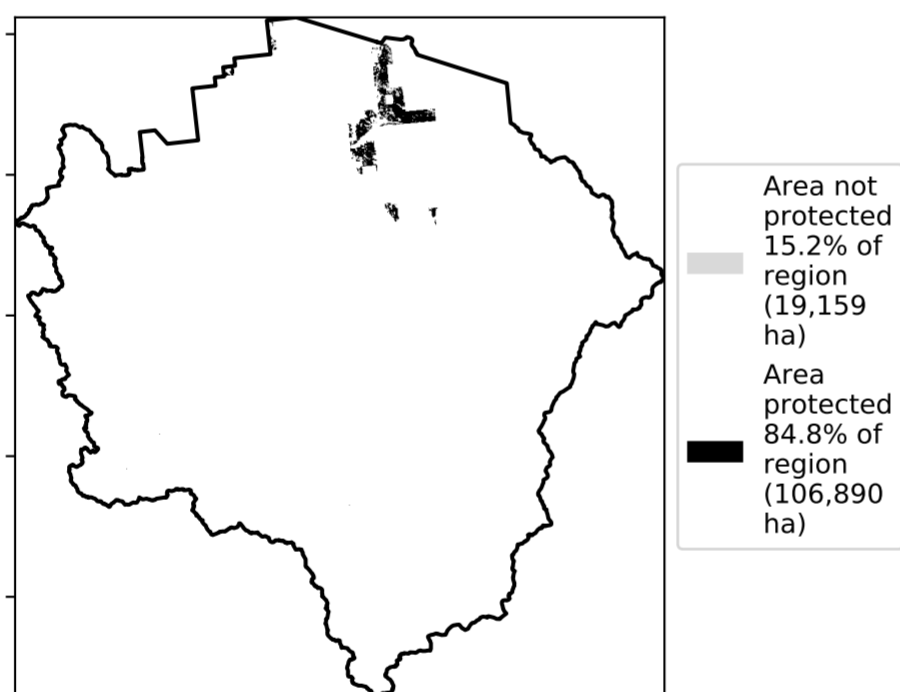 Area not
protected
15.2% of
region
(19,159
ha)
Area
protected
84.8% of
region
(106,890
ha)